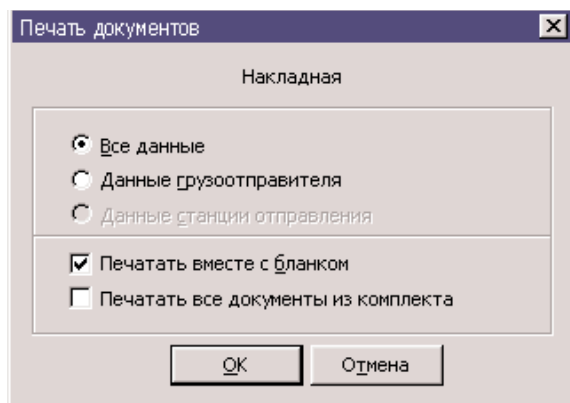 Печать документов
Накладная
Все данные
Данные грузоотправителя
Данные станции отправления
Печатать вместе с бланком
Печатать все документы из комплекта
OK
Отмена